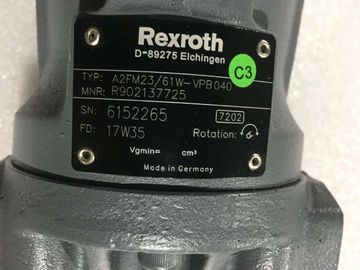 Rexroth
D-89275 Elchingen
C3
TYP: A2FM23/61W-VPB040
MNR: R902137725
SN: 6152265
7202
FD: 17W35
Rotation:
Vgmin= cm³
Made in Germany